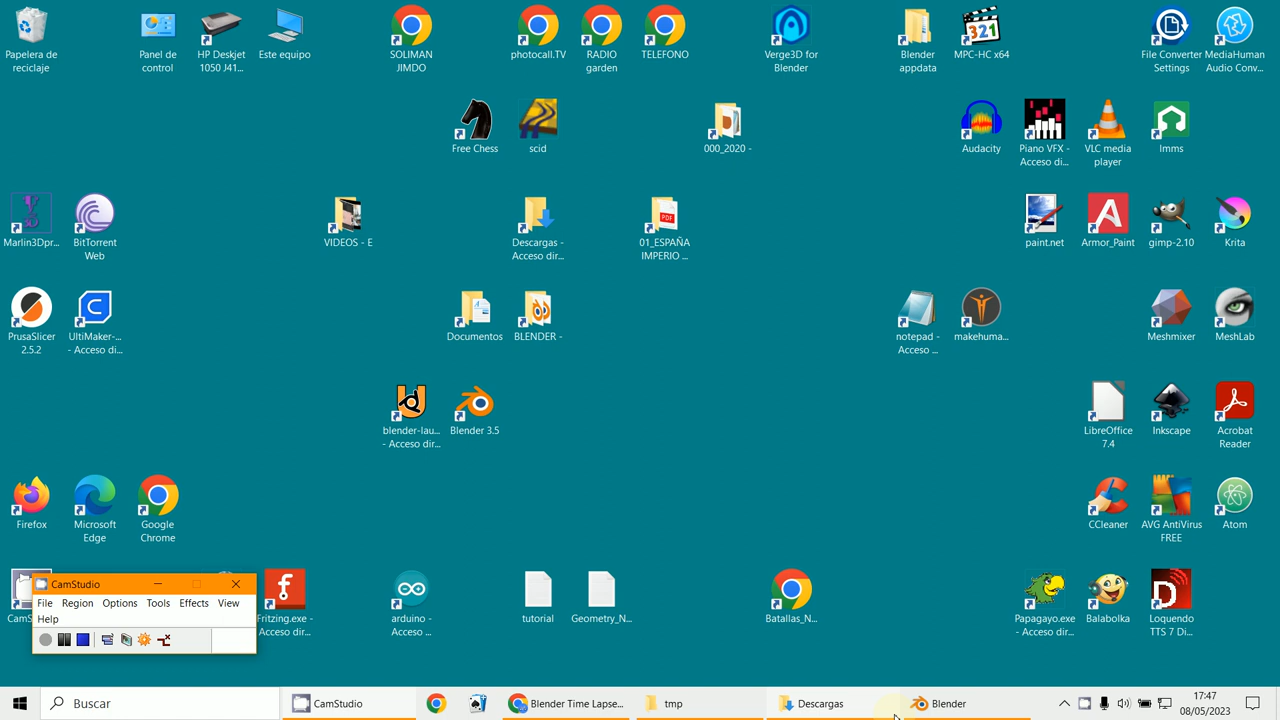 Papelera de
reciclaje
Panel de
control
HP Deskjet
1050 J41...
Este equipo
SOLIMAN
JIMDO
photocall.TV
RADIO
garden
TELEFONO
Verge3D for
Blender
Blender
appdata
321
MPC-HC x64
File Converter
Settings
MediaHuman
Audio Conv...
Free Chess
scid
000_2020 -
Audacity
Piano VFX -
Acceso di...
VLC media
player
lmms
Marlin3Dpr...
BitTorrent
Web
VIDEOS - E
Descargas -
Acceso dir...
PDF
01_ESPAÑA
IMPERIO ...
paint.net
Armor_Paint
gimp-2.10
Krita
PrusaSlicer
2.5.2
UltiMaker-...
- Acceso di...
Documentos
BLENDER -
notepad -
Acceso ...
makehuma...
Meshmixer
MeshLab
blender-lau...
- Acceso dir...
Blender 3.5
LibreOffice
7.4
Inkscape
Acrobat
Reader
Firefox
Microsoft
Edge
Google
Chrome
CCleaner
AVG AntiVirus
FREE
Atom
CamStudio
File Region Options Tools Effects View
Help
Fritzing.exe -
Acceso dir...
arduino -
Acceso ...
tutorial
Geometry_N...
Batallas_N...
Papagayo.exe
- Acceso dir...
Balabolka
Loquendo
TTS 7 Di...
Buscar
CamStudio
Blender Time Lapse...
tmp
Descargas
Blender
17:47
08/05/2023